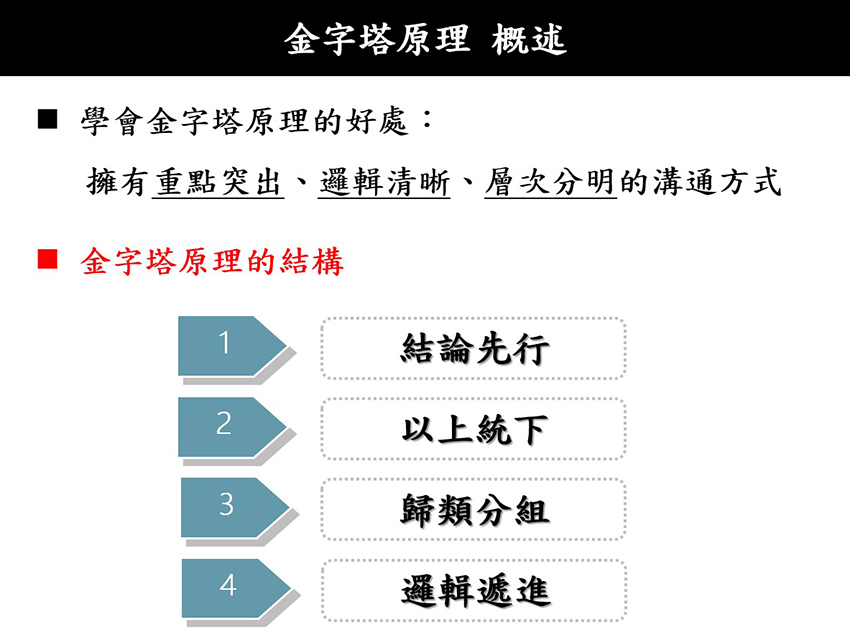 金字塔原理 概述
■ 學會金字塔原理的好處：
擁有重點突出、邏輯清晰、層次分明的溝通方式
■ 金字塔原理的結構
1 結論先行
2 以上統下
3 歸類分組
4 邏輯遞進